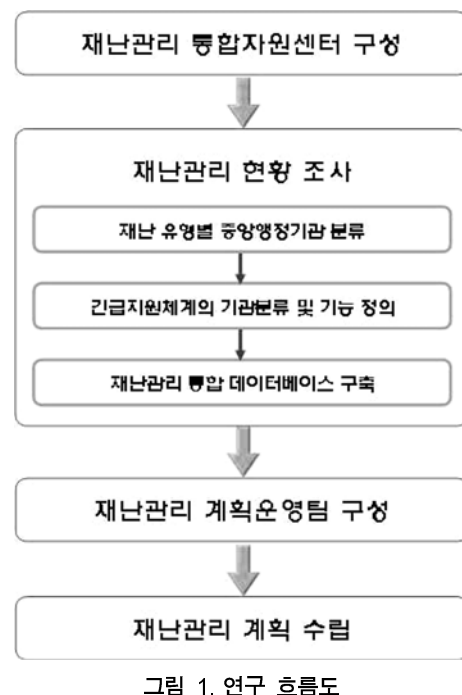 재난관리 통합자원센터 구성
재난관리 현황 조사
재난 유형별 중앙행정기관 분류
긴급지원체계의 기관분류 및 기능 정의
재난관리 통합 데이터베이스 구축
재난관리 계획운영팀 구성
재난관리 계획 수립
그림 1. 연구 흐름도